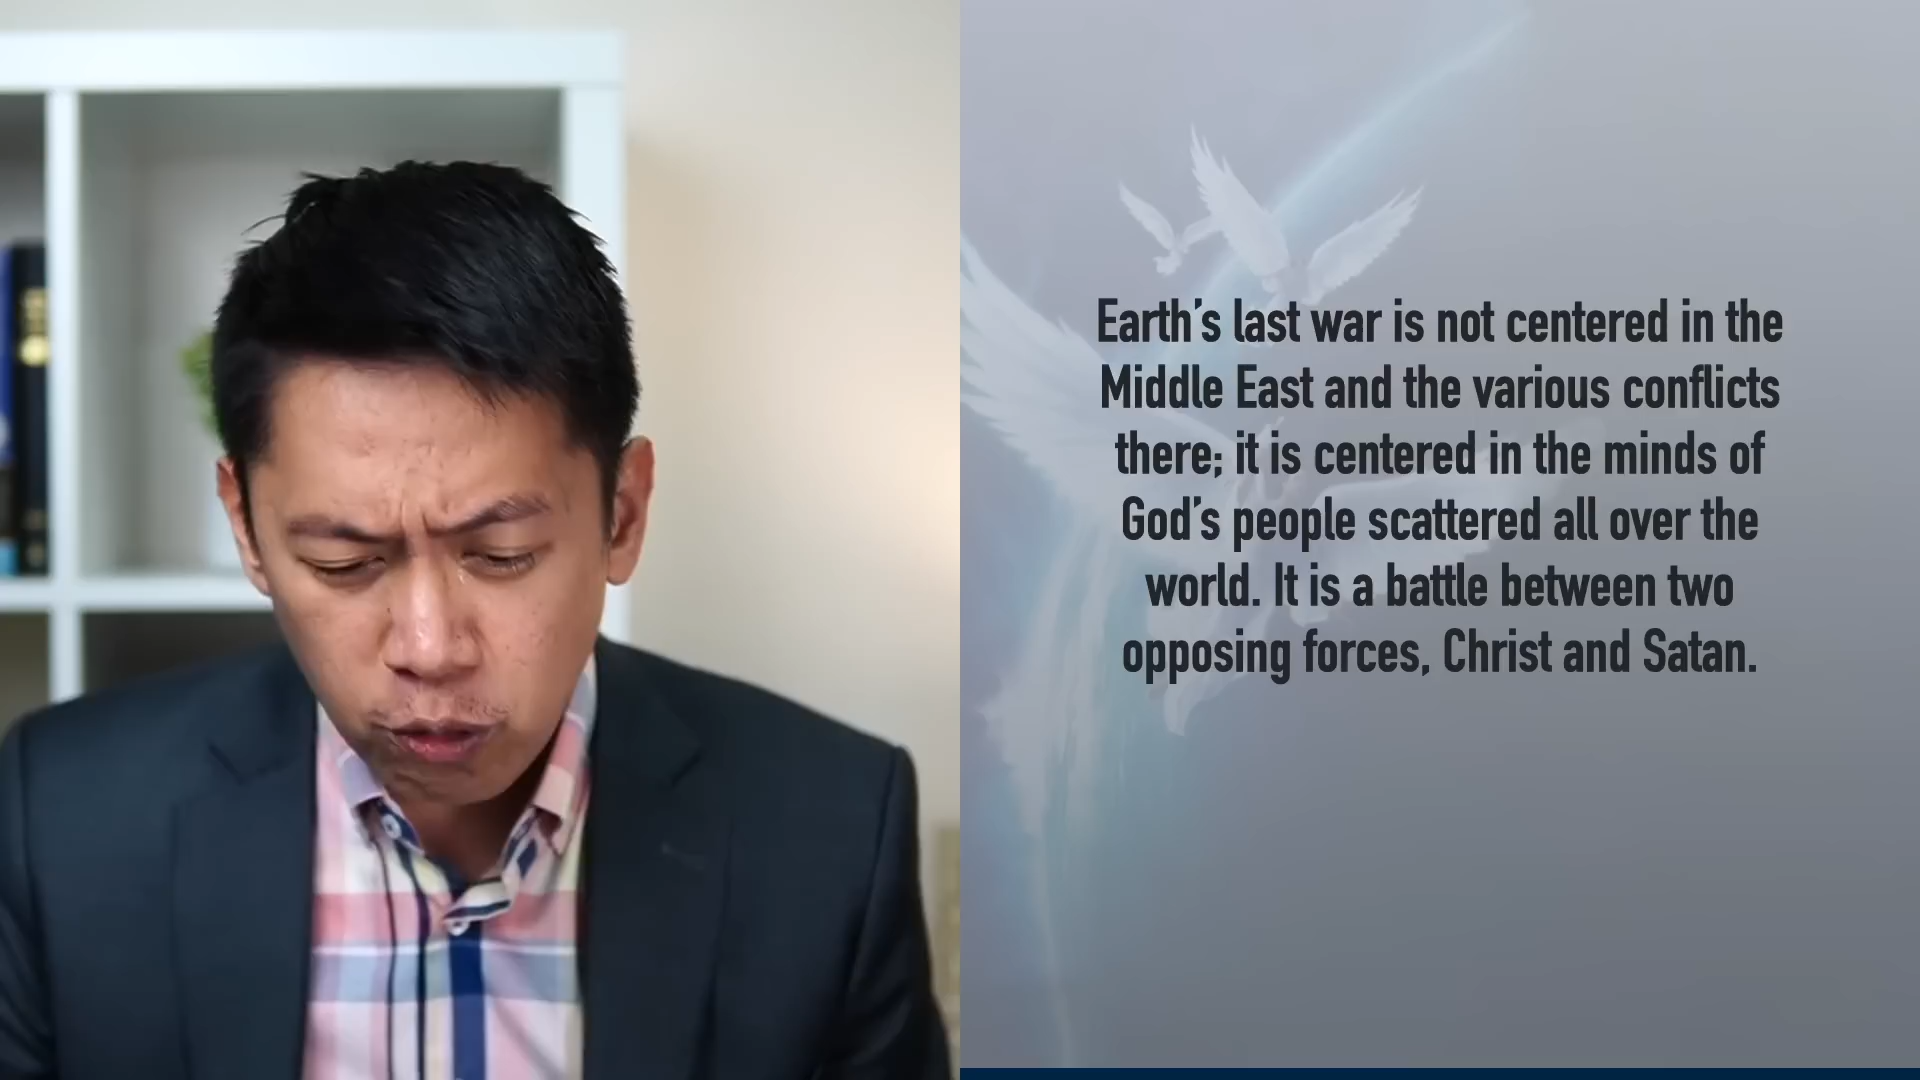 Earth’s last war is not centered in the
Middle East and the various conflicts
there; it is centered in the minds of
God’s people scattered all over the
world. It is a battle between two
opposing forces, Christ and Satan.